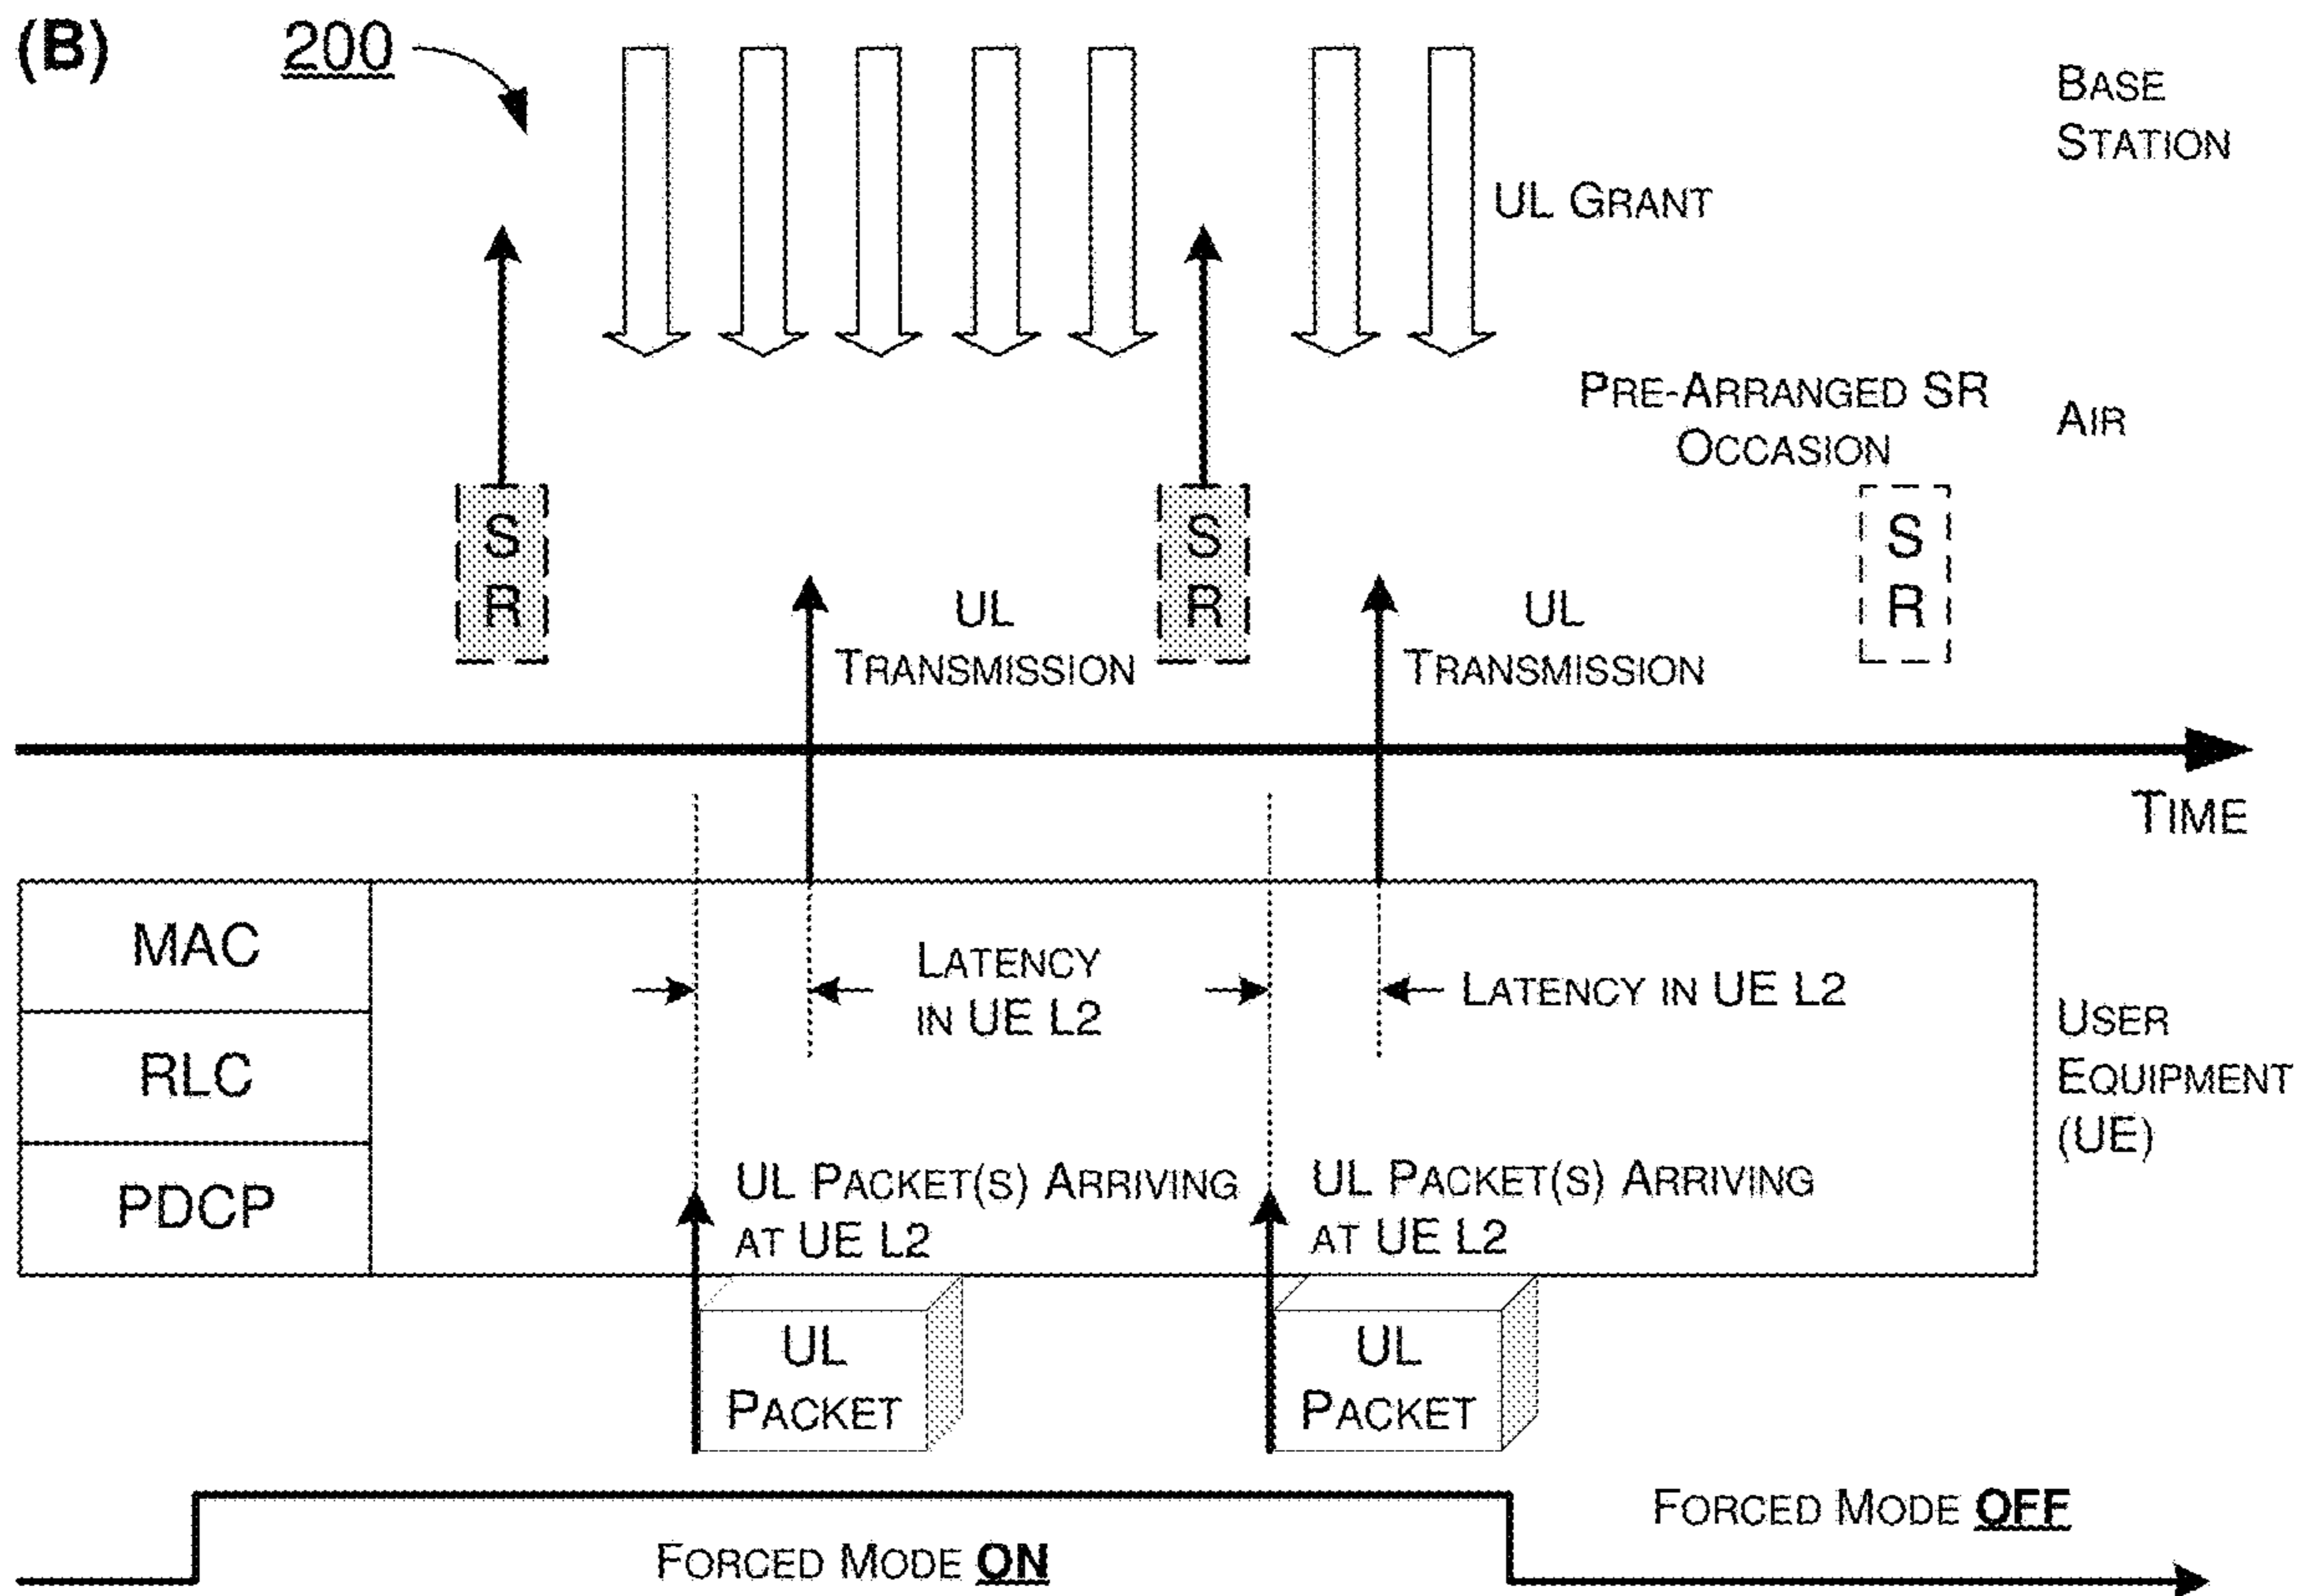 (B)
200
BASE
STATION
UL GRANT
PRE-ARRANGED SR
OCCASION
AIR
S
R
S
R
S
R
UL
TRANSMISSION
UL
TRANSMISSION
TIME
MAC
RLC
PDCP
LATENCY
IN UE L2
LATENCY IN UE L2
USER
EQUIPMENT
(UE)
UL PACKET(S) ARRIVING
AT UE L2
UL PACKET(S) ARRIVING
AT UE L2
UL
PACKET
UL
PACKET
FORCED MODE ON
FORCED MODE OFF